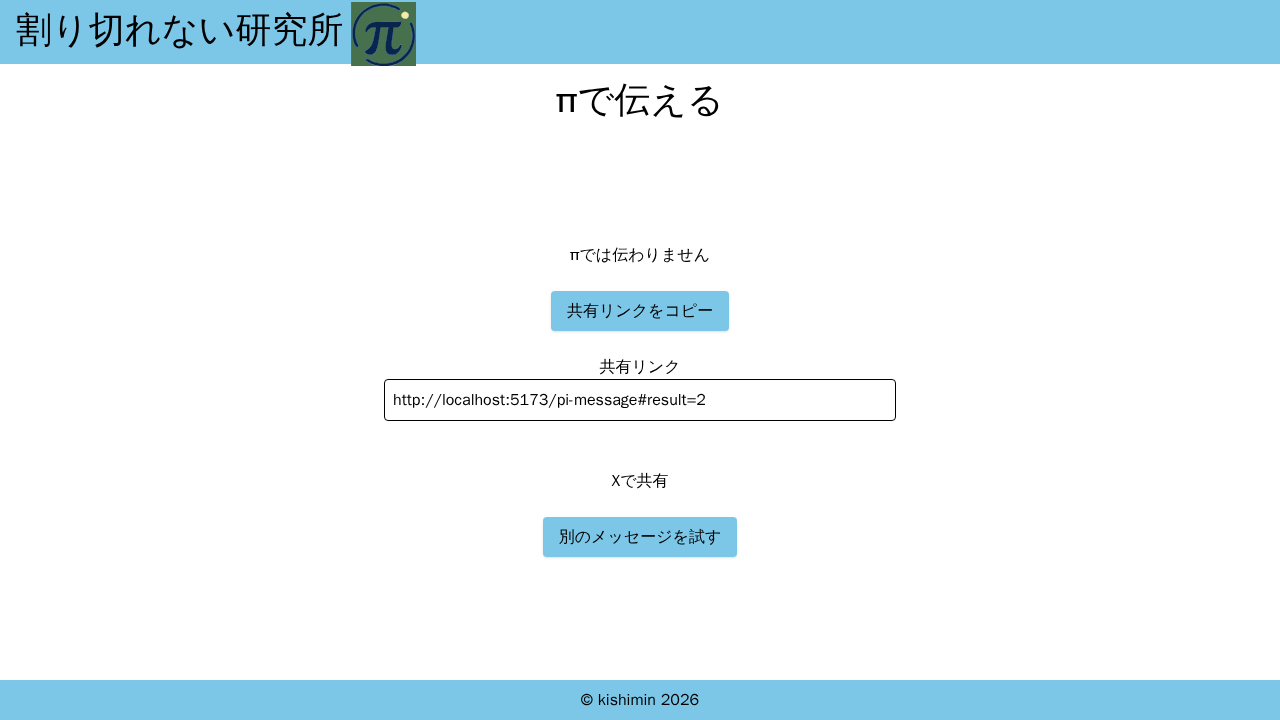 割り切れない研究所
π
πで伝える
πでは伝わりません
共有リンクをコピー
共有リンク
http://localhost:5173/pi-message#result=2
Xで共有
別のメッセージを試す
© kishimin 2026